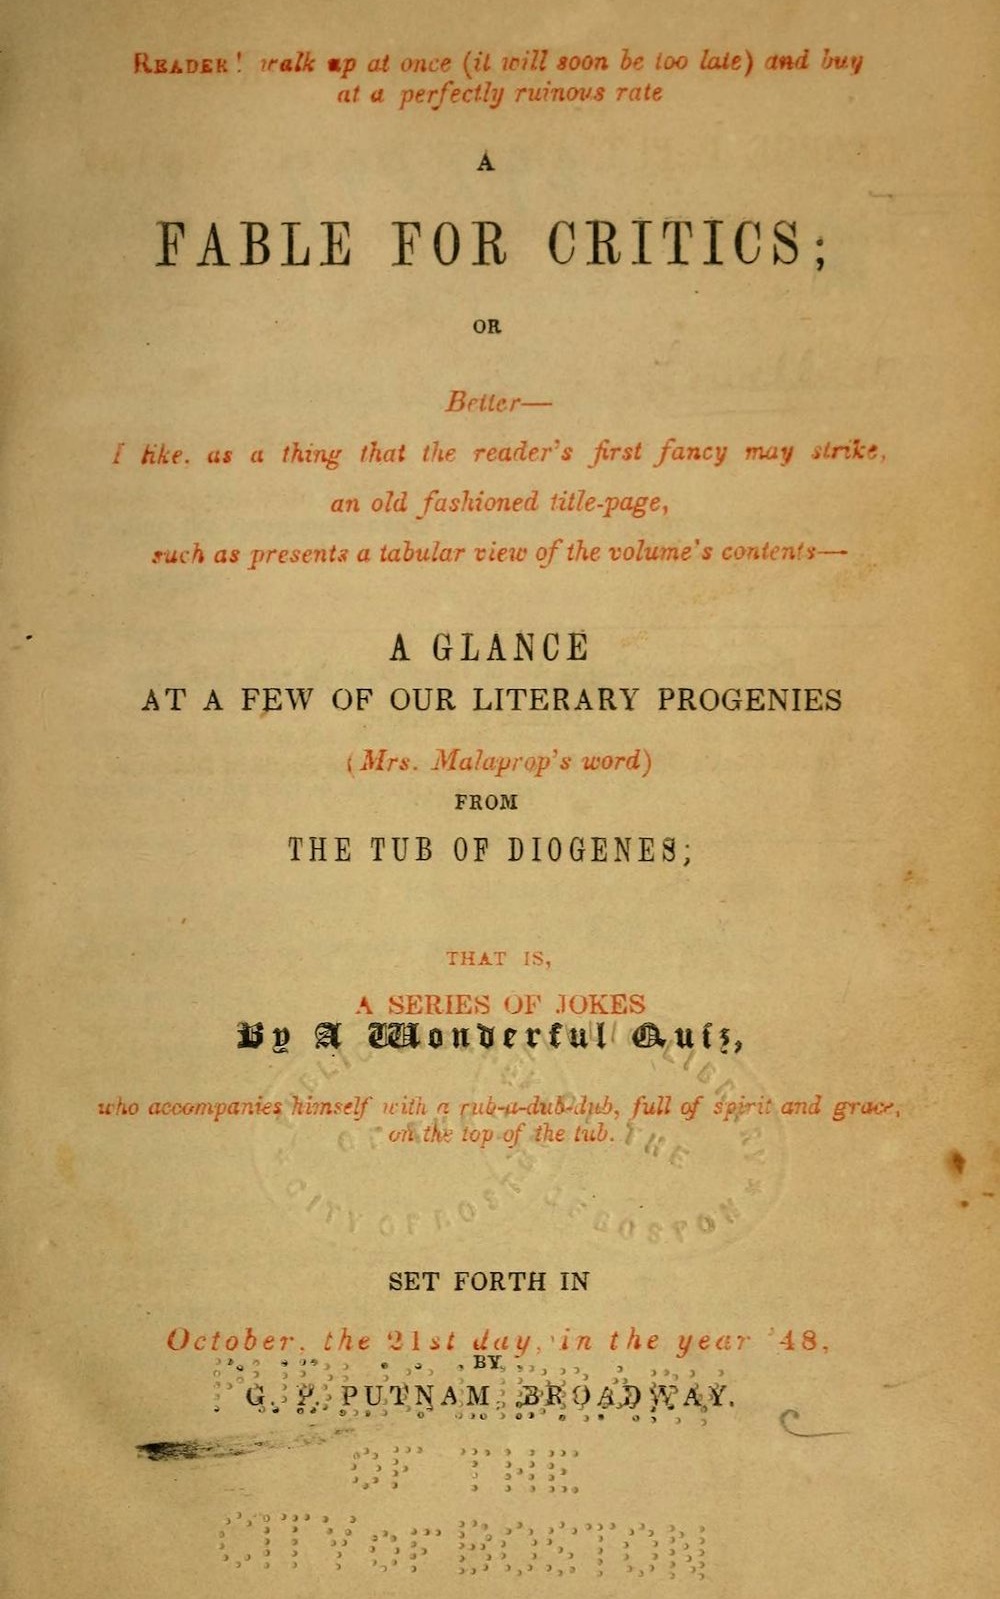 READER! walk up at once (it will soon be too late) and buy
at a perfectly ruinous rate
A
FABLE FOR CRITICS;
OR
Better—
I like, as a thing that the reader's first fancy may strike,
an old fashioned title-page,
such as presents a tabular view of the volume's contents—
A GLANCE
AT A FEW OF OUR LITERARY PROGENIES
(Mrs. Malaprop's word)
FROM
THE TUB OF DIOGENES;
THAT IS,
A SERIES OF JOKES
By A Wonderful Quiz,
who accompanies himself with a rub-a-dub-dub, full of spirit and grace,
on the top of the tub.
SET FORTH IN
October, the 21st day, in the year '48,
BY
G. P. PUTNAM, BROADWAY.
OF THE
CITY OF BOSTON